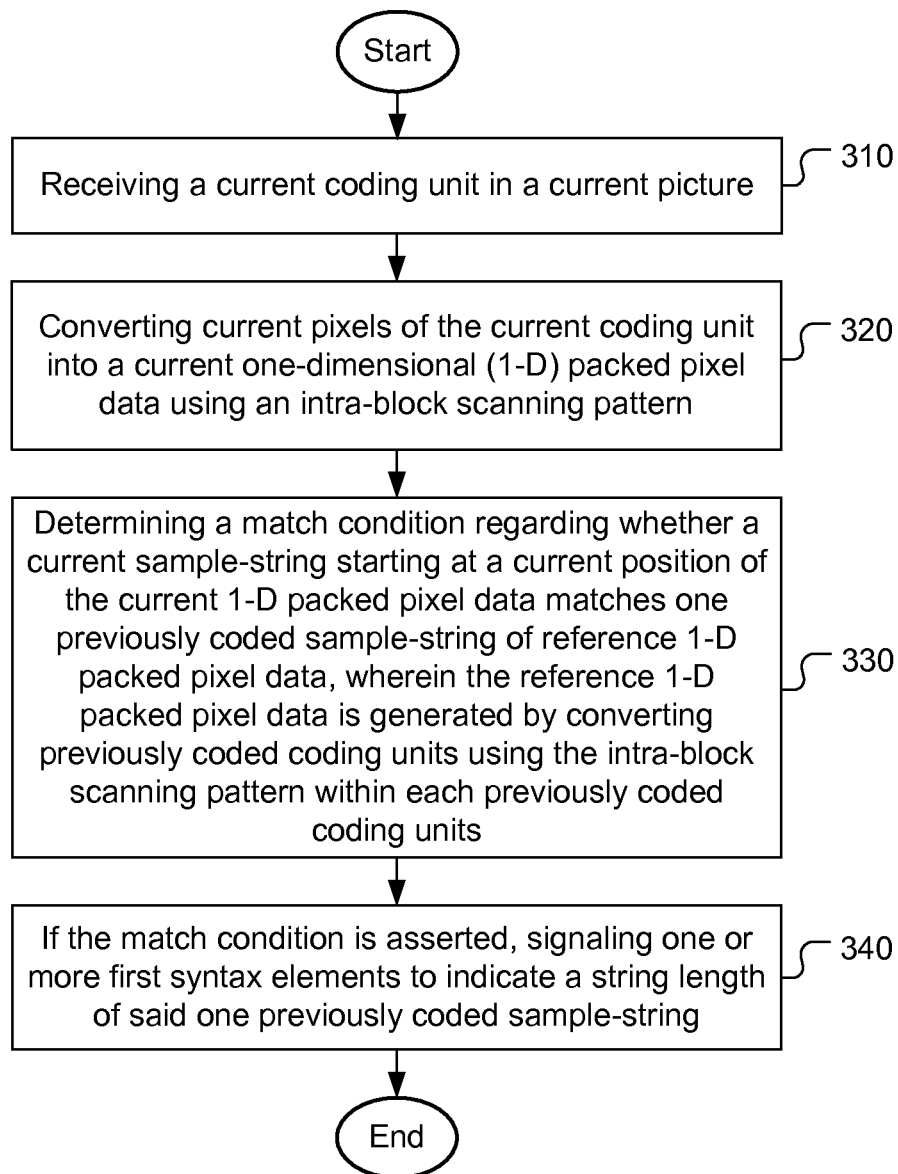 Start
Receiving a current coding unit in a current picture
310
Converting current pixels of the current coding unit
into a current one-dimensional (1-D) packed pixel
data using an intra-block scanning pattern
320
Determining a match condition regarding whether a
current sample-string starting at a current position of
the current 1-D packed pixel data matches one
previously coded sample-string of reference 1-D
packed pixel data, wherein the reference 1-D
packed pixel data is generated by converting
previously coded coding units using the intra-block
scanning pattern within each previously coded
coding units
330
If the match condition is asserted, signaling one or
more first syntax elements to indicate a string length
of said one previously coded sample-string
340
End